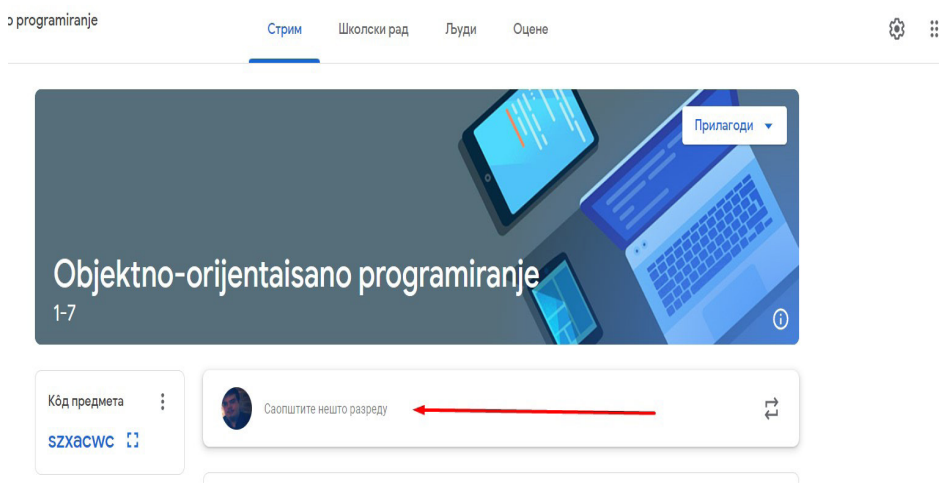 o programiranje
Стрим Школски рад Људи Оцене
Прилагоди
Objektno-orijentaisano programiranje
1-7
Кôд предмета
szxacwc
Саопштите нешто разреду